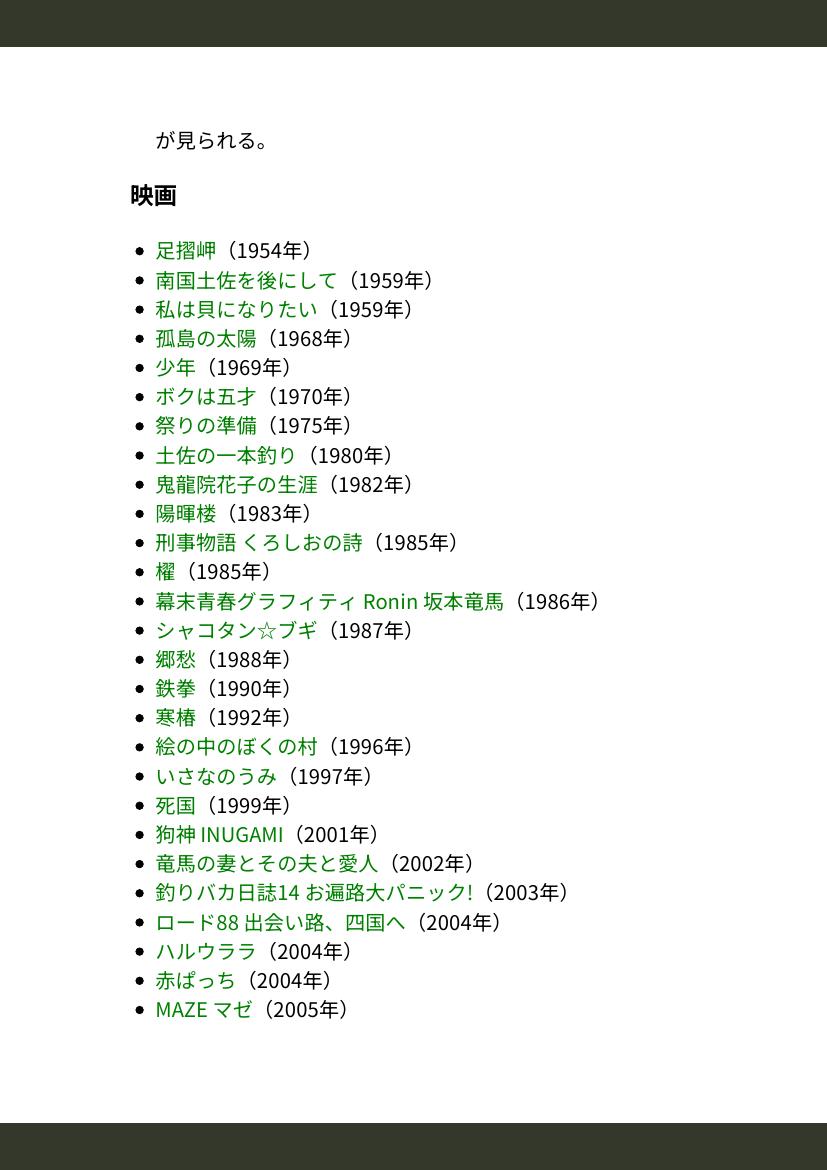 が見られる。
映画
足摺岬（1954年）
南国土佐を後にして（1959年）
私は貝になりたい（1959年）
孤島の太陽（1968年）
少年（1969年）
ボクは五才（1970年）
祭りの準備（1975年）
土佐の一本釣り（1980年）
鬼龍院花子の生涯（1982年）
陽暉楼（1983年）
刑事物語 くろしおの詩（1985年）
櫂（1985年）
幕末青春グラフィティ Ronin 坂本竜馬（1986年）
シャコタン☆ブギ（1987年）
郷愁（1988年）
鉄拳（1990年）
寒椿（1992年）
絵の中のぼくの村（1996年）
いさなのうみ（1997年）
死国（1999年）
狗神 INUGAMI（2001年）
竜馬の妻とその夫と愛人（2002年）
釣りバカ日誌14 お遍路大パニック!（2003年）
ロード88 出会い路、四国へ（2004年）
ハルウララ（2004年）
赤ぱっち（2004年）
MAZE マゼ（2005年）